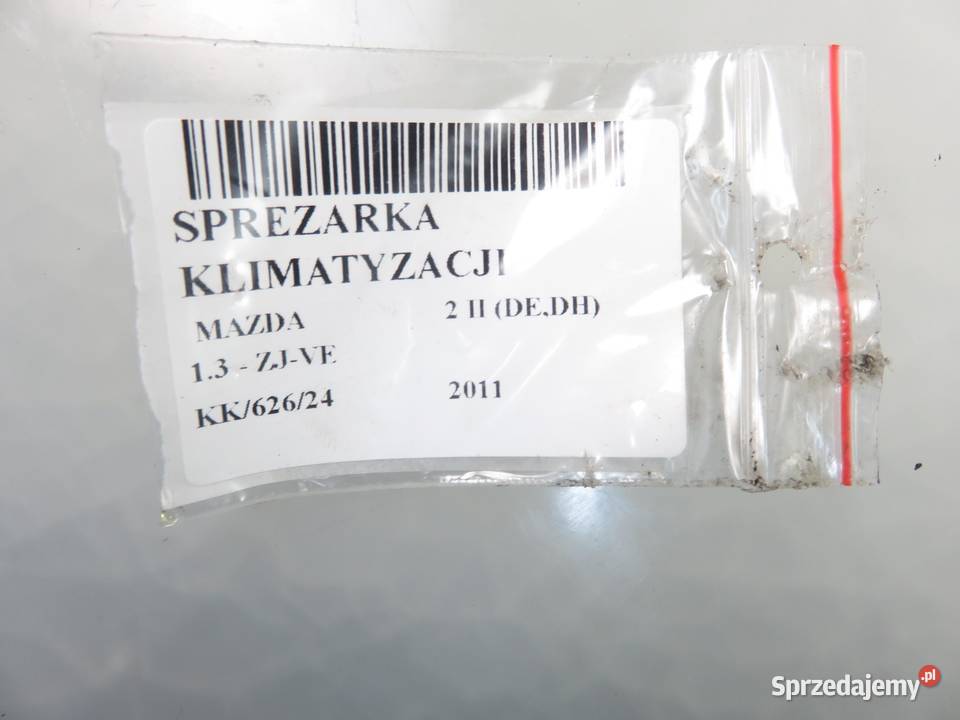 SPREZARKA
KLIMATYZACJI
MAZDA 2 II (DE,DH)
1.3 - ZJ-VE
KK/626/24 2011
Sprzedajemy.pl